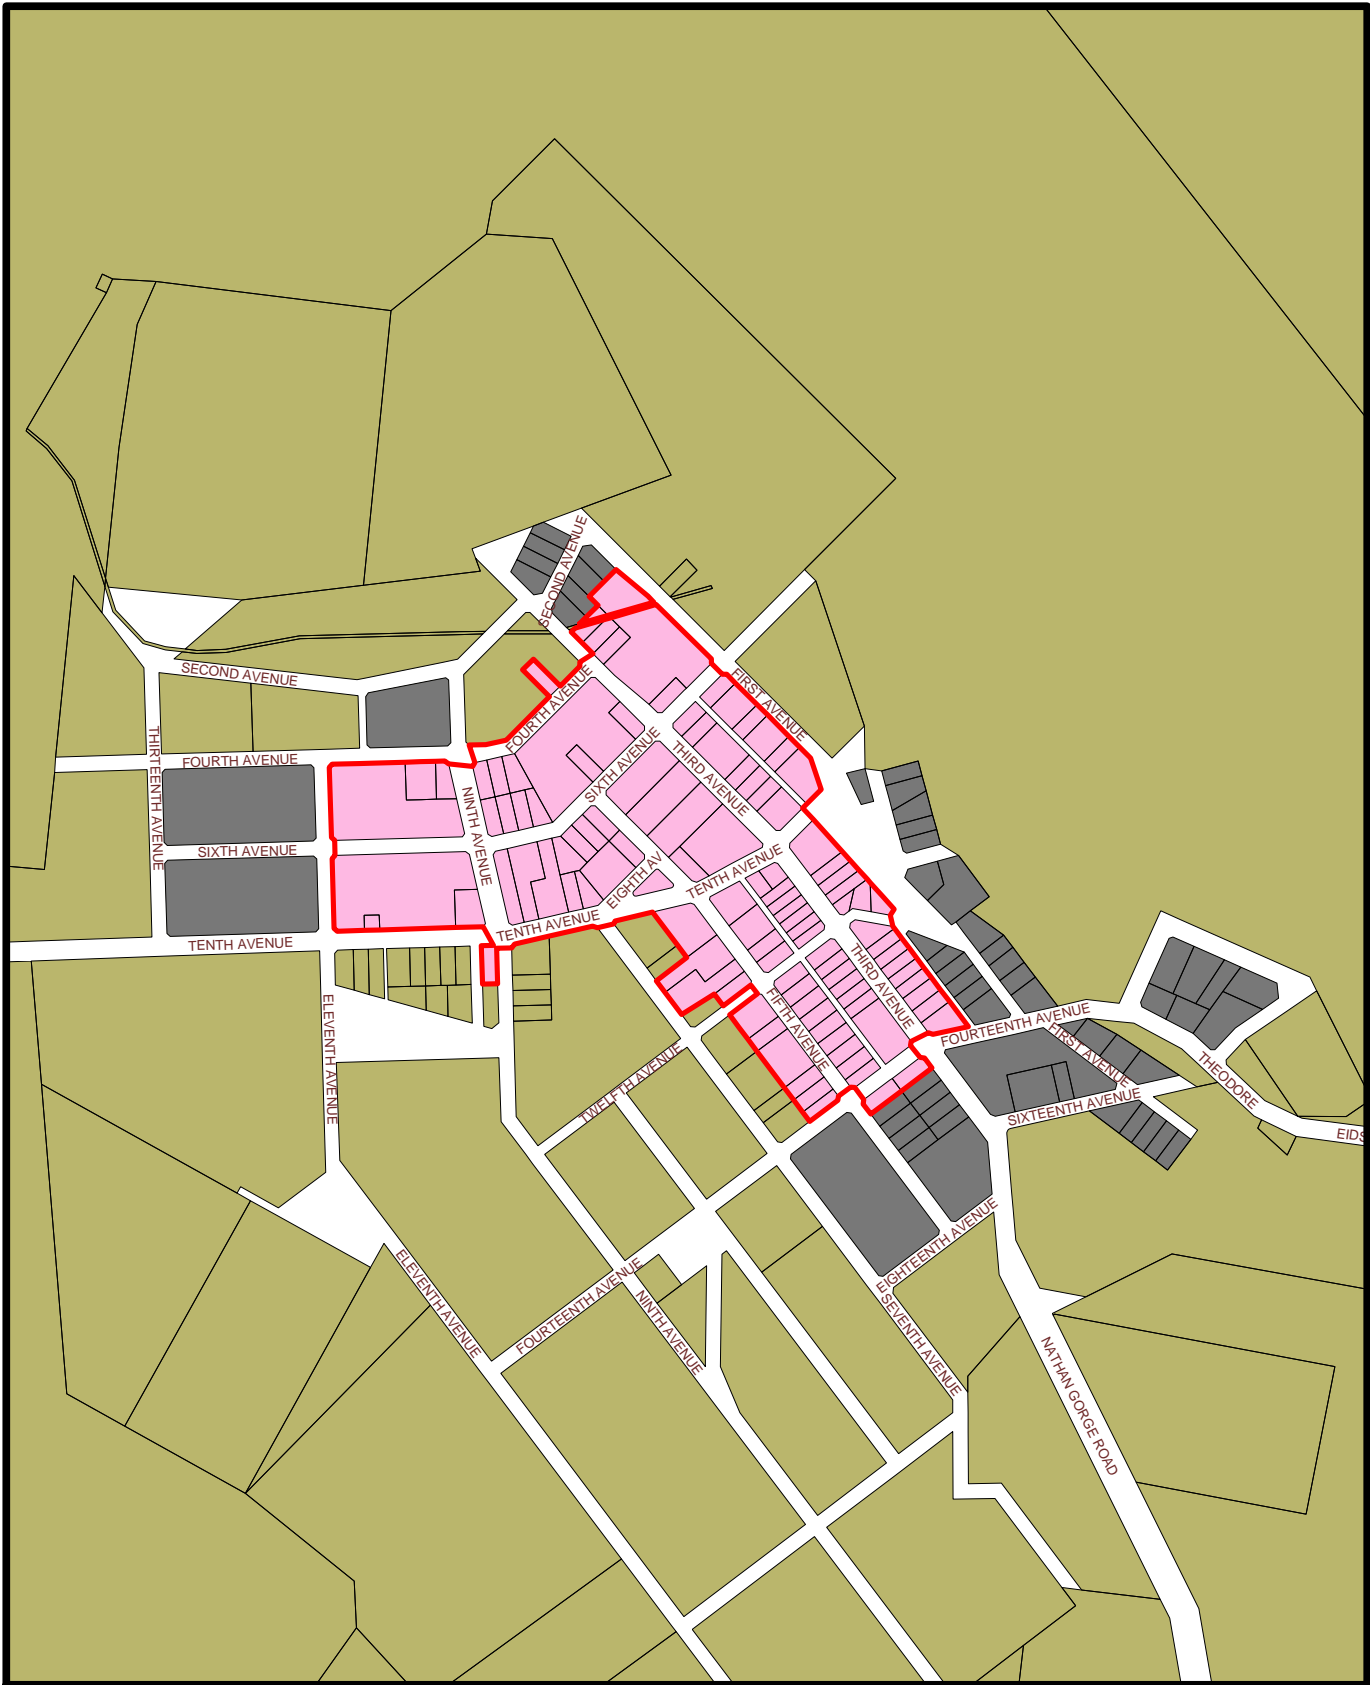 SECOND AVENUE
SECOND AVENUE
FOURTH AVENUE
FIRST AVENUE
THIRTEENTH AVENUE
FOURTH AVENUE
SIXTH AVENUE
THIRD AVENUE
NINTH AVENUE
SIXTH AVENUE
EIGHTH AV
TENTH AVENUE
TENTH AVENUE
TENTH AVENUE
THIRD AVENUE
ELEVENTH AVENUE
FIFTH AVENUE
FOURTEENTH AVENUE
FIRST AVENUE
THEODORE
TWELFTH AVENUE
SIXTEENTH AVENUE
EIDS
EIGHTEENTH AVENUE
ELEVENTH AVENUE
FOURTEENTH AVENUE
NINTH AVENUE
SEVENTH AVENUE
NATHAN GORGE ROAD